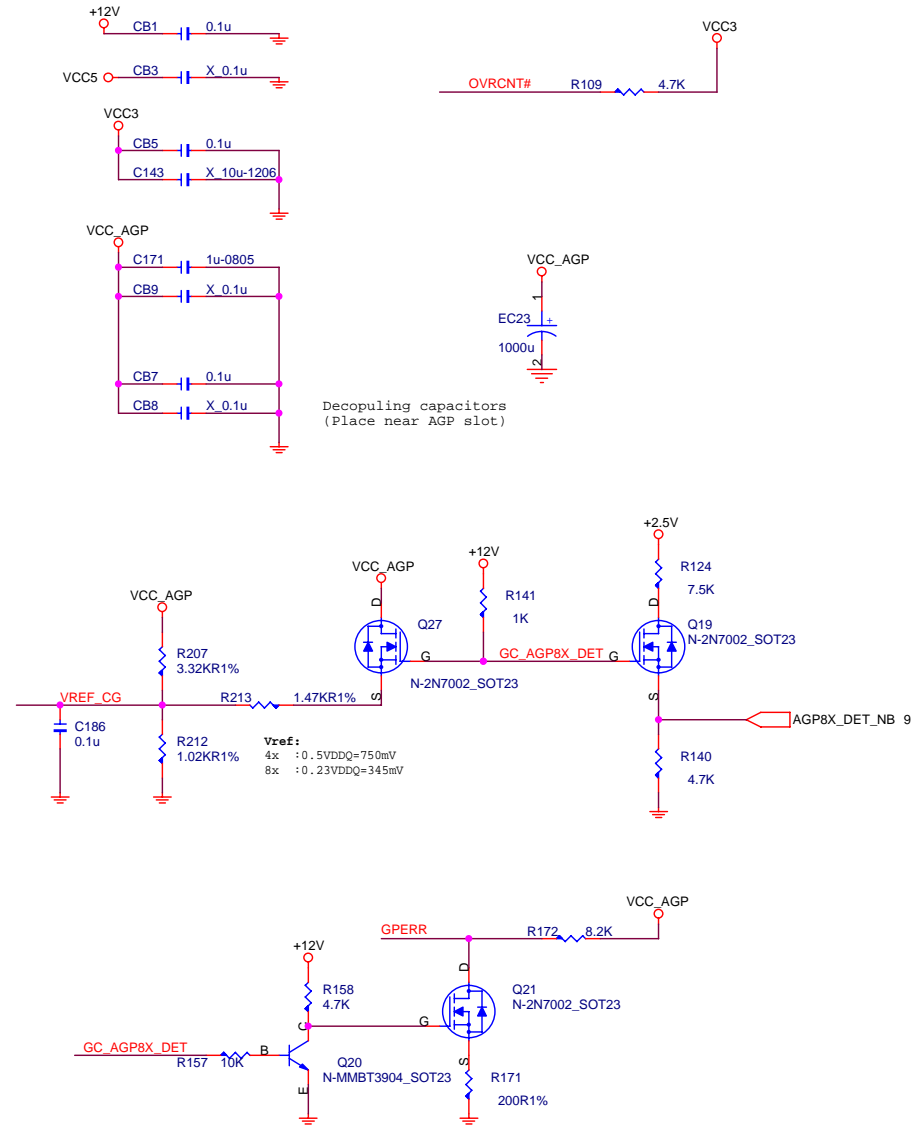 +12V
CB1 0.1u
VCC5 CB3 X_0.1u
VCC3
OVRCNT# R109 4.7K
VCC3
CB5 0.1u
C143 X_10u-1206
VCC_AGP
C171 1u-0805
CB9 X_0.1u
CB7 0.1u
CB8 X_0.1u
VCC_AGP
1
EC23 +
1000u
2
Decopuling capacitors
(Place near AGP slot)
+2.5V
R124
7.5K
+12V
R141
1K
VCC_AGP
D
Q27
G
N-2N7002_SOT23
S
GC_AGP8X_DET
G
D
Q19
N-2N7002_SOT23
S
VCC_AGP
R207
3.32KR1%
VREF_CG
R213 1.47KR1%
C186
0.1u
R212
1.02KR1%
Vref:
4x :0.5VDDQ=750mV
8x :0.23VDDQ=345mV
AGP8X_DET_NB 9
R140
4.7K
VCC_AGP
GPERR R172 8.2K
+12V
R158
4.7K
C
G
D
Q21
N-2N7002_SOT23
S
GC_AGP8X_DET
R157 10K
B
Q20
N-MMBT3904_SOT23
E
R171
200R1%